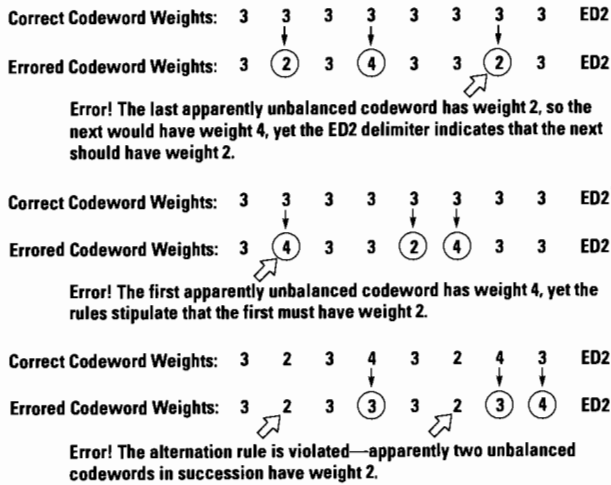 Correct Codeword Weights: 3 3 3 3 3 3 3 3 ED2
Errored Codeword Weights: 3 2 3 4 3 3 2 3 ED2
Error! The last apparently unbalanced codeword has weight 2, so the
next would have weight 4, yet the ED2 delimiter indicates that the next
should have weight 2.
Correct Codeword Weights: 3 3 3 3 3 3 3 3 ED2
Errored Codeword Weights: 3 4 3 3 2 4 3 3 ED2
Error! The first apparently unbalanced codeword has weight 4, yet the
rules stipulate that the first must have weight 2.
Correct Codeword Weights: 3 2 3 4 3 2 4 3 ED2
Errored Codeword Weights: 3 2 3 3 3 2 3 4 ED2
Error! The alternation rule is violated—apparently two unbalanced
codewords in succession have weight 2.